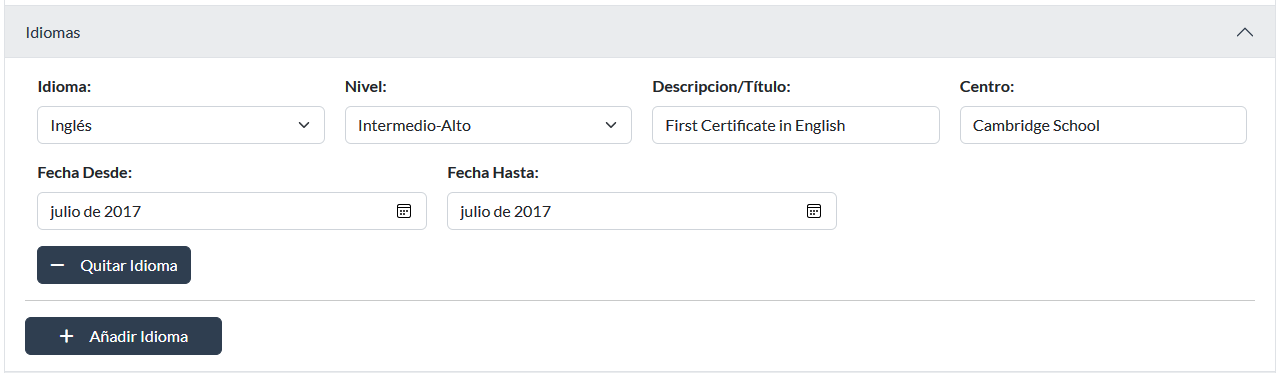 Idiomas
Idioma: Nivel: Descripcion/Título: Centro:
Inglés Intermedio-Alto First Certificate in English Cambridge School
Fecha Desde: Fecha Hasta:
julio de 2017 julio de 2017
Quitar Idioma
Añadir Idioma